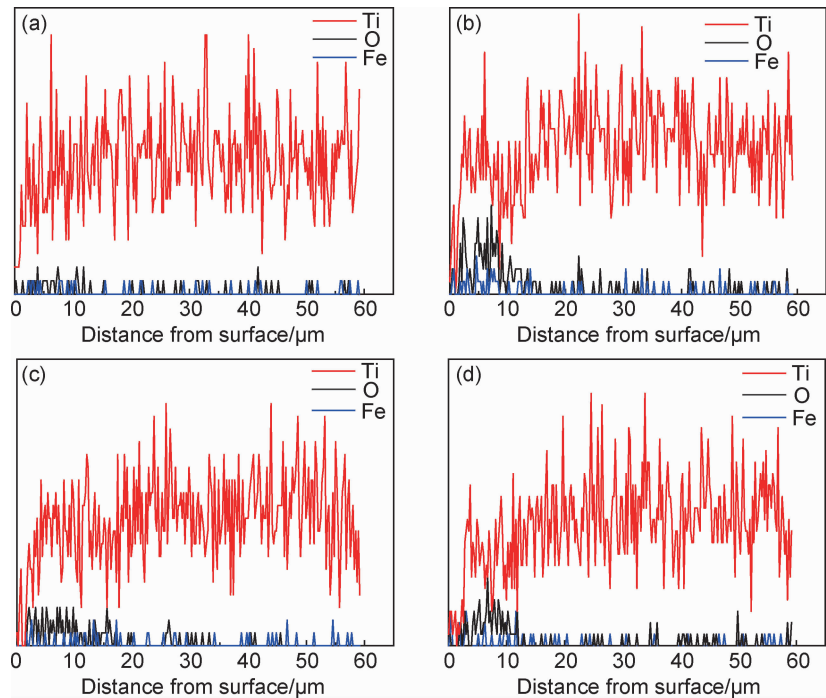 (a)
Ti
O
Fe
0 10 20 30 40 50 60
Distance from surface/μm
(b)
Ti
O
Fe
0 10 20 30 40 50 60
Distance from surface/μm
(c)
Ti
O
Fe
0 10 20 30 40 50 60
Distance from surface/μm
(d)
Ti
O
Fe
0 10 20 30 40 50 60
Distance from surface/μm